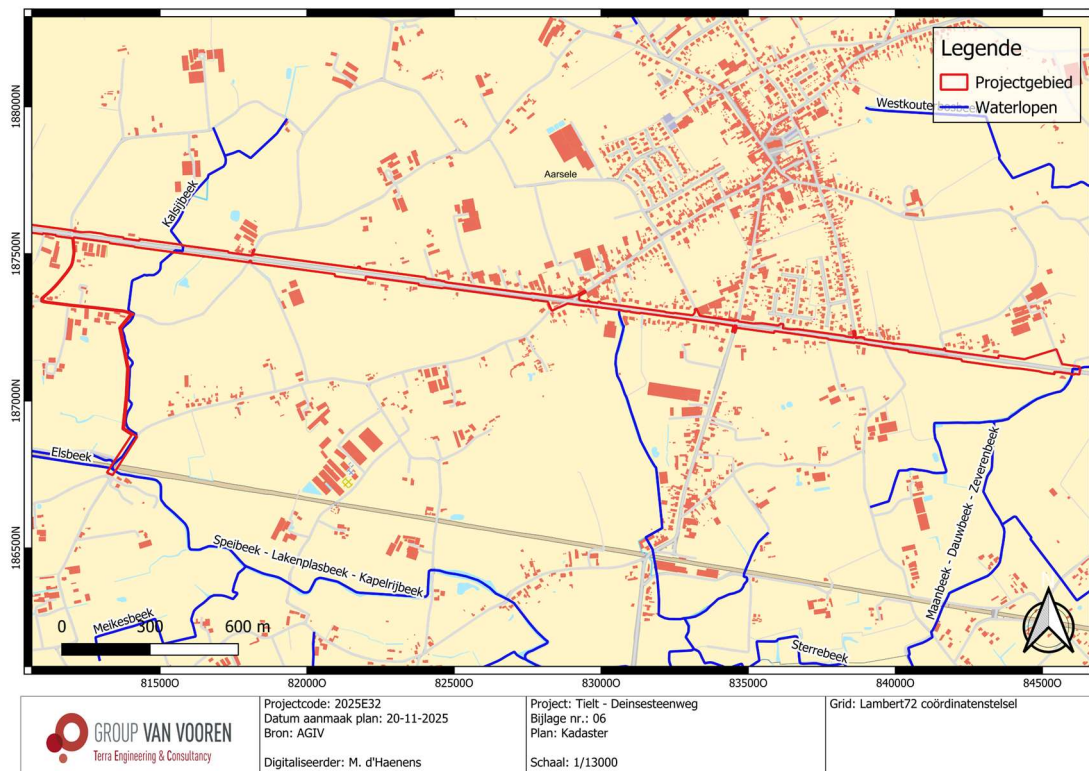 Legende
Projectgebied
Waterlopen
Westkouterbosbeek
Aarsele
Kalsijbeek
Elsbeek
Speibeek - Lakenplasbeek - Kapelrijbeek
Meikesbeek
Maanbeek - Dauwbeek - Zeverenbeek
Sterrebeek
0 300 600 m
N
188000N
187500N
187000N
186500N
815000 820000 825000 830000 835000 840000 845000
GROUP VAN VOOREN
Terra Engineering & Consultancy
Projectcode: 2025E32
Datum aanmaak plan: 20-11-2025
Bron: AGIV
Digitaliseerder: M. d'Haenens
Project: Tielt - Deinsesteenweg
Bijlage nr.: 06
Plan: Kadaster
Schaal: 1/13000
Grid: Lambert72 coördinatenstelsel